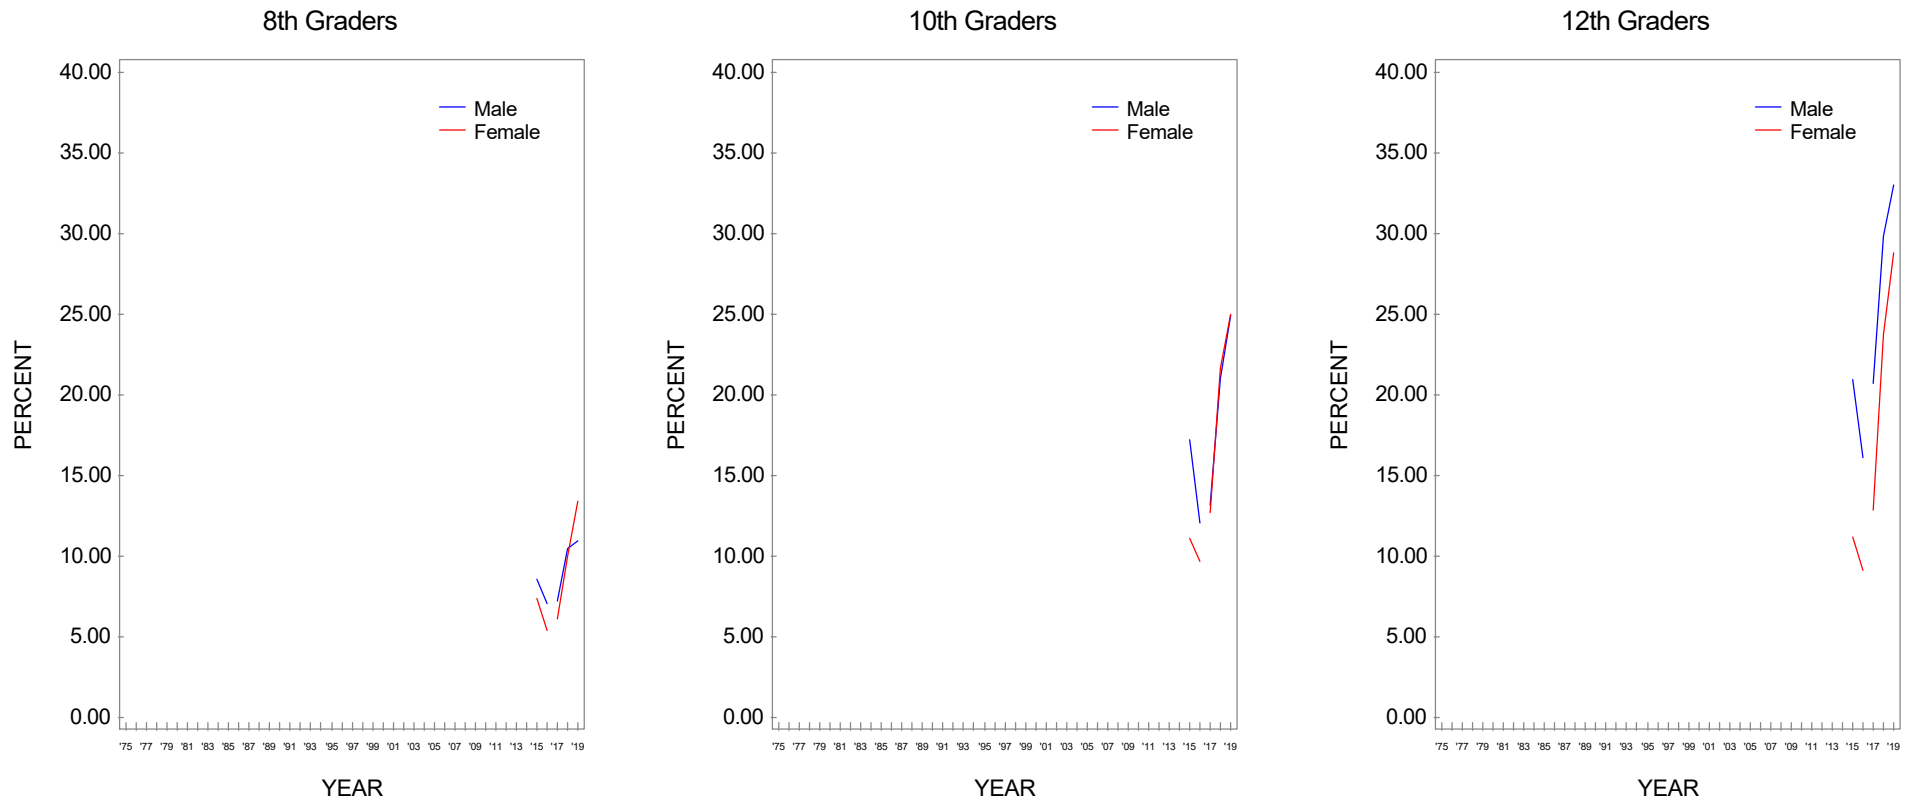 8th Graders
40.00
35.00
30.00
25.00
20.00
15.00
10.00
5.00
0.00
PERCENT
Male
Female
'75 '77 '79 '81 '83 '85 '87 '89 '91 '93 '95 '97 '99 '01 '03 '05 '07 '09 '11 '13 '15 '17 '19
YEAR
10th Graders
40.00
35.00
30.00
25.00
20.00
15.00
10.00
5.00
0.00
PERCENT
Male
Female
'75 '77 '79 '81 '83 '85 '87 '89 '91 '93 '95 '97 '99 '01 '03 '05 '07 '09 '11 '13 '15 '17 '19
YEAR
12th Graders
40.00
35.00
30.00
25.00
20.00
15.00
10.00
5.00
0.00
PERCENT
Male
Female
'75 '77 '79 '81 '83 '85 '87 '89 '91 '93 '95 '97 '99 '01 '03 '05 '07 '09 '11 '13 '15 '17 '19
YEAR